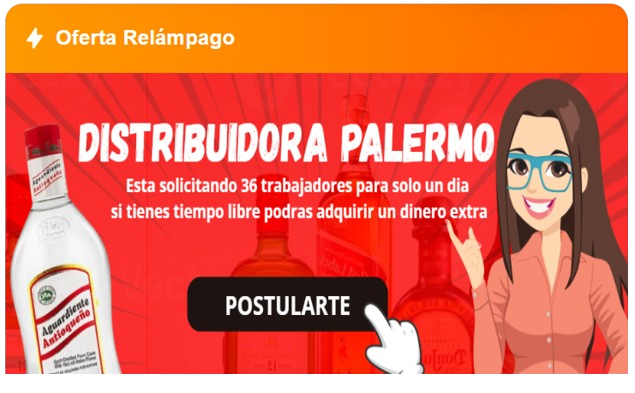 Oferta Relámpago
DISTRIBUIDORA PALERMO
Esta solicitando 36 trabajadores para solo un dia
si tienes tiempo libre podras adquirir un dinero extra
POSTULARTE
Aguardiente
Antioqueño
Aguardiente
Antioqueño